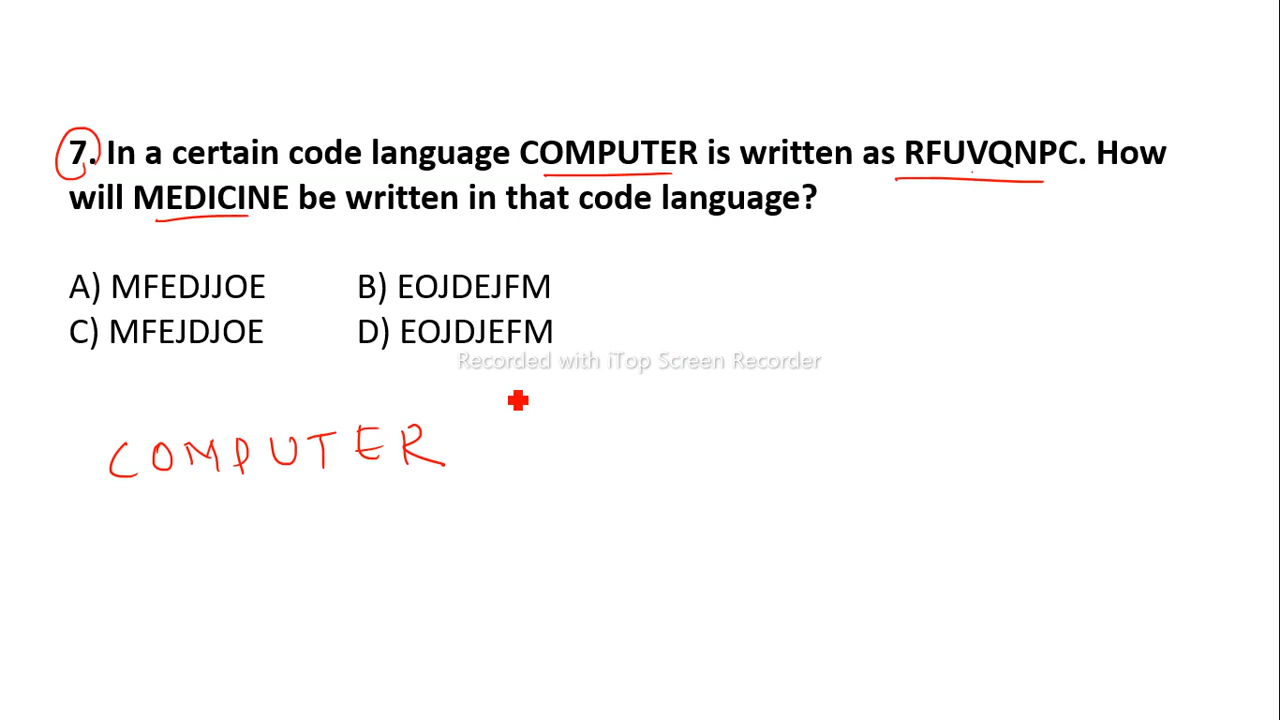 7. In a certain code language COMPUTER is written as RFUVQNPC. How
will MEDICINE be written in that code language?
A) MFEDJJOE B) EOJDEJFM
C) MFEJDJOE D) EOJDJEFM
Recorded with iTop Screen Recorder
COMPUTER